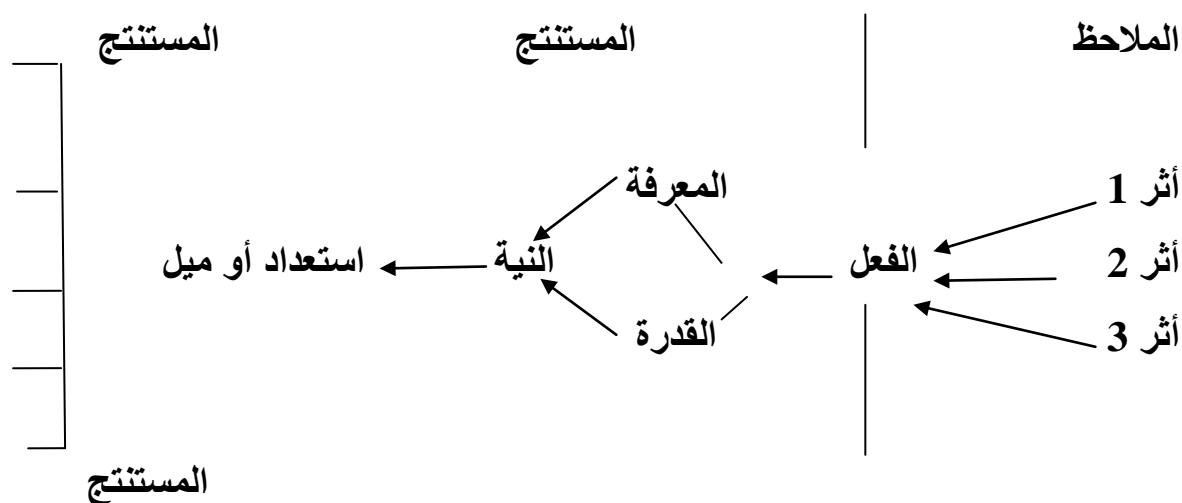 الملاحظ المستنتج المستنتج
أثر 1 المعرفة
أثر 2 الفعل النية استعداد أو ميل
أثر 3 القدرة
المستنتج